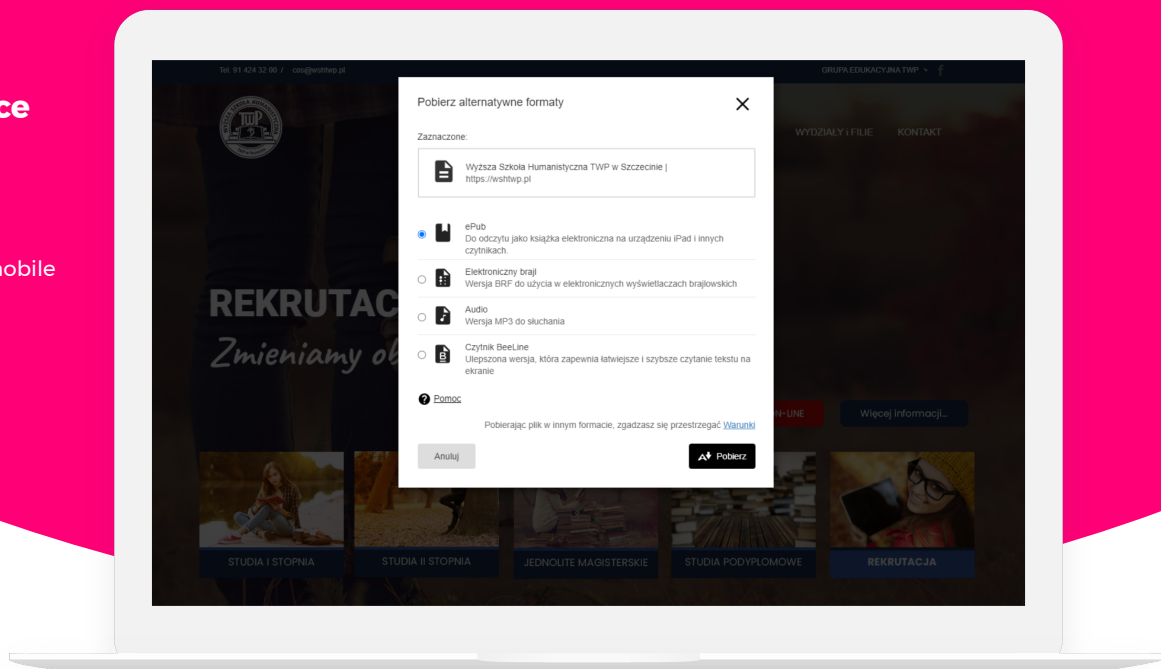 ce
obile
Tel. 91 424 32 00 /
GRUPA EDUKACYJNA TWP
WYDZIAŁY i FILIE KONTAKT
TWP
Pobierz alternatywne formaty
Zaznaczone:
Wyższa Szkoła Humanistyczna TWP w Szczecinie |
https://wshtwp.pl
ePub
Do odczytu jako książka elektroniczna na urządzeniu iPad i innych
czytnikach.
Elektroniczny brajl
Wersja BRF do użycia w elektronicznych wyświetlaczach brajlowskich
Audio
Wersja MP3 do słuchania
Czytnik BeeLine
Ulepszona wersja, która zapewnia łatwiejsze i szybsze czytanie tekstu na
ekranie
Pomoc
Pobierając plik w innym formacie, zgadzasz się przestrzegać Warunki
Anuluj
Pobierz
REKRUTAC
Zmieniamy ob
N-LINE
Więcej informacji...
STUDIA I STOPNIA
STUDIA II STOPNIA
JEDNOLITE MAGISTERSKIE
STUDIA PODYPLOMOWE
REKRUTACJA